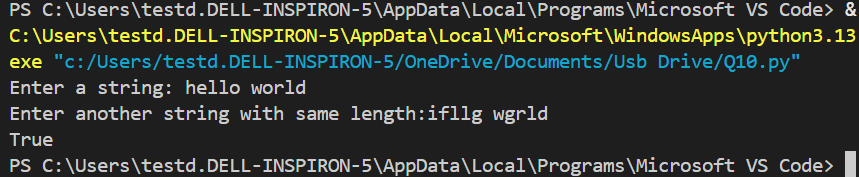 PS C:\Users\testd.DELL-INSPIRON-5\AppData\Local\Programs\Microsoft VS Code> &
C:\Users\testd.DELL-INSPIRON-5\AppData\Local\Microsoft\WindowsApps\python3.13
exe "c:/Users/testd.DELL-INSPIRON-5/OneDrive/Documents/Usb Drive/Q10.py"
Enter a string: hello world
Enter another string with same length:ifllg wgrld
True
PS C:\Users\testd.DELL-INSPIRON-5\AppData\Local\Programs\Microsoft VS Code>